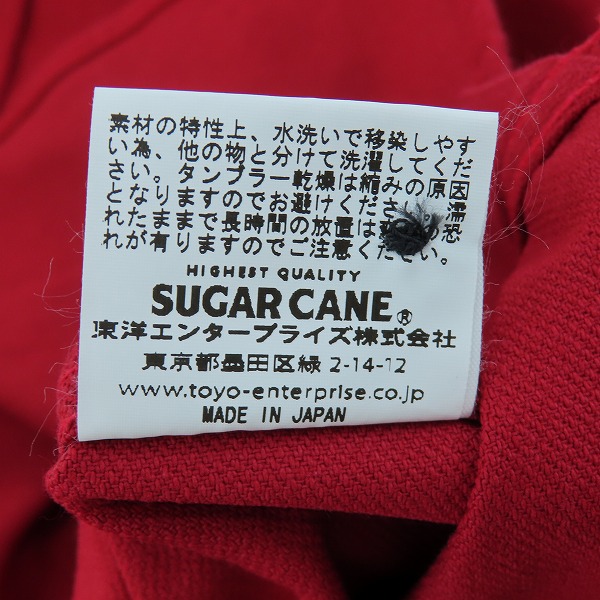 素材の特性上、水洗いで移染しやす
い為、他の物と分けて洗濯してくだ
さい。タンブラー乾燥は縮みの原因
となりますのでお避けください。濡
れたままで長時間の放置は 恐
れが有りますのでご注意ください。
HIGHEST QUALITY
SUGAR CANE®
東洋エンタープライズ株式会社
東京都墨田区緑 2-14-12
www.toyo-enterprise.co.jp
MADE IN JAPAN